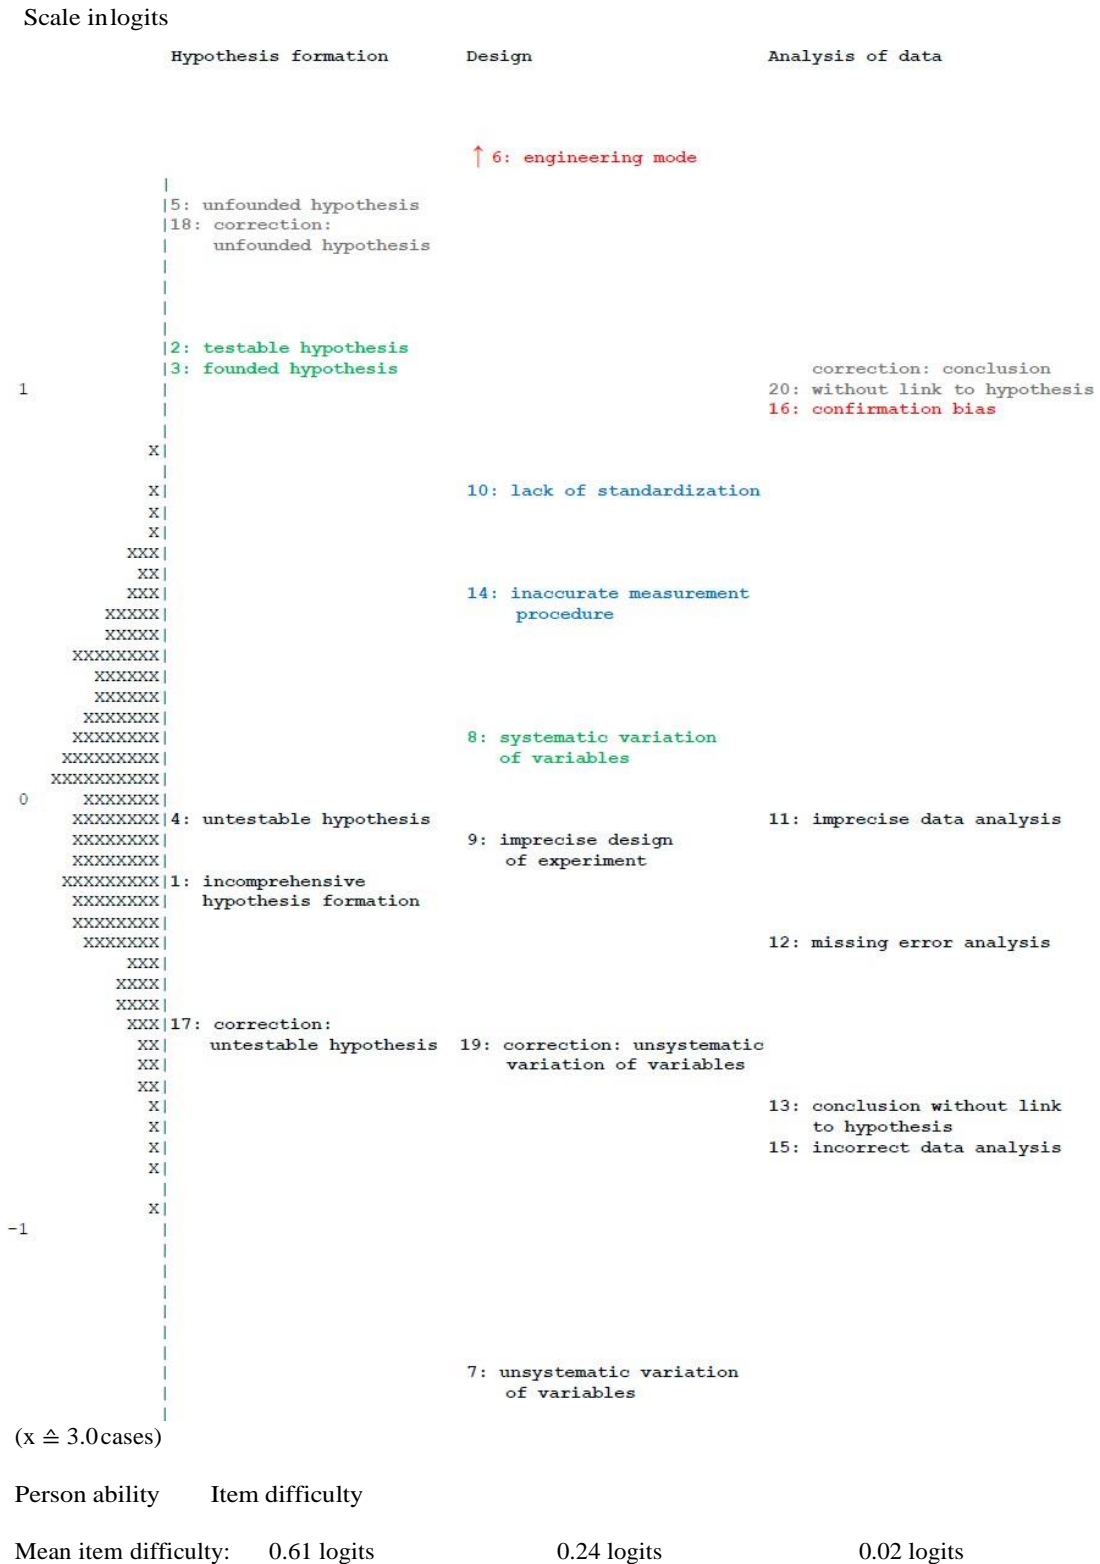 Scale in logits
Hypothesis formation Design Analysis of data
↑ 6: engineering mode
|
|5: unfounded hypothesis
|18: correction:
| unfounded hypothesis
|
|
|
|
|2: testable hypothesis
|3: founded hypothesis correction: conclusion
1 | 20: without link to hypothesis
| 16: confirmation bias
|
X|
|
X| 10: lack of standardization
X|
X|
XXX|
XX|
XXX| 14: inaccurate measurement
XXXXX| procedure
XXXXX|
XXXXXXXX|
XXXXXX|
XXXXXX|
XXXXXXX|
XXXXXXXX| 8: systematic variation
XXXXXXXXX| of variables
XXXXXXXXXX|
0 XXXXXXX|
XXXXXXXX|4: untestable hypothesis 11: imprecise data analysis
XXXXXXXX| 9: imprecise design
XXXXXXXX| of experiment
XXXXXXXXX|1: incomprehensive
XXXXXXXX| hypothesis formation
XXXXXXXX|
XXXXXXX| 12: missing error analysis
XXX|
XXXX|
XXXX|
XXX|17: correction:
XX| untestable hypothesis 19: correction: unsystematic
XX| variation of variables
XX|
X| 13: conclusion without link
X| to hypothesis
X| 15: incorrect data analysis
X|
|
X|
-1 |
|
|
|
|
|
|
| 7: unsystematic variation
| of variables
|
(x ≙ 3.0 cases)
Person ability Item difficulty
Mean item difficulty: 0.61 logits 0.24 logits 0.02 logits